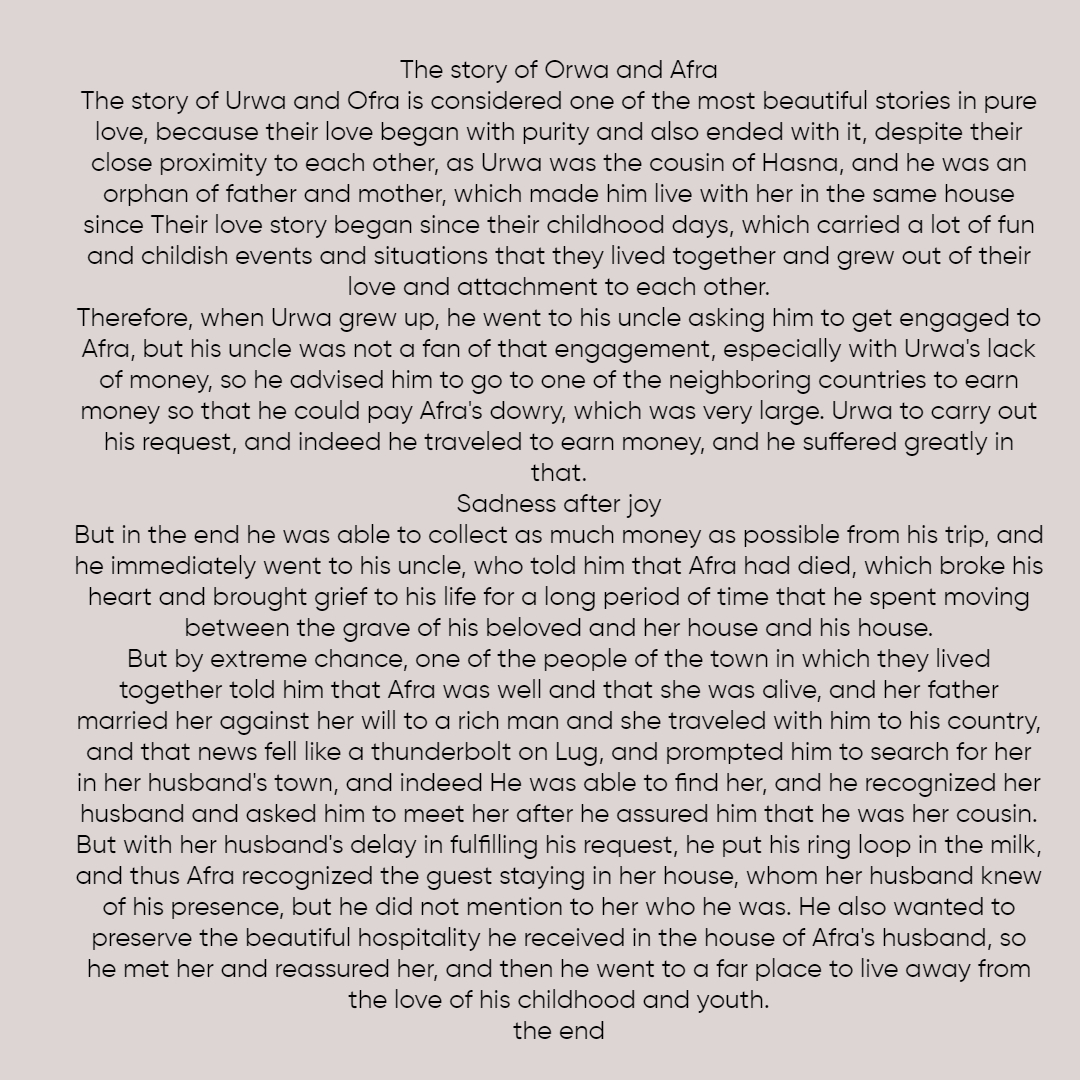 The story of Orwa and Afra
The story of Urwa and Ofra is considered one of the most beautiful stories in pure
love, because their love began with purity and also ended with it, despite their
close proximity to each other, as Urwa was the cousin of Hasna, and he was an
orphan of father and mother, which made him live with her in the same house
since Their love story began since their childhood days, which carried a lot of fun
and childish events and situations that they lived together and grew out of their
love and attachment to each other.
Therefore, when Urwa grew up, he went to his uncle asking him to get engaged to
Afra, but his uncle was not a fan of that engagement, especially with Urwa's lack
of money, so he advised him to go to one of the neighboring countries to earn
money so that he could pay Afra's dowry, which was very large. Urwa to carry out
his request, and indeed he traveled to earn money, and he suffered greatly in
that.
Sadness after joy
But in the end he was able to collect as much money as possible from his trip, and
he immediately went to his uncle, who told him that Afra had died, which broke his
heart and brought grief to his life for a long period of time that he spent moving
between the grave of his beloved and her house and his house.
But by extreme chance, one of the people of the town in which they lived
together told him that Afra was well and that she was alive, and her father
married her against her will to a rich man and she traveled with him to his country,
and that news fell like a thunderbolt on Lug, and prompted him to search for her
in her husband's town, and indeed He was able to find her, and he recognized her
husband and asked him to meet her after he assured him that he was her cousin.
But with her husband's delay in fulfilling his request, he put his ring loop in the milk,
and thus Afra recognized the guest staying in her house, whom her husband knew
of his presence, but he did not mention to her who he was. He also wanted to
preserve the beautiful hospitality he received in the house of Afra's husband, so
he met her and reassured her, and then he went to a far place to live away from
the love of his childhood and youth.
the end